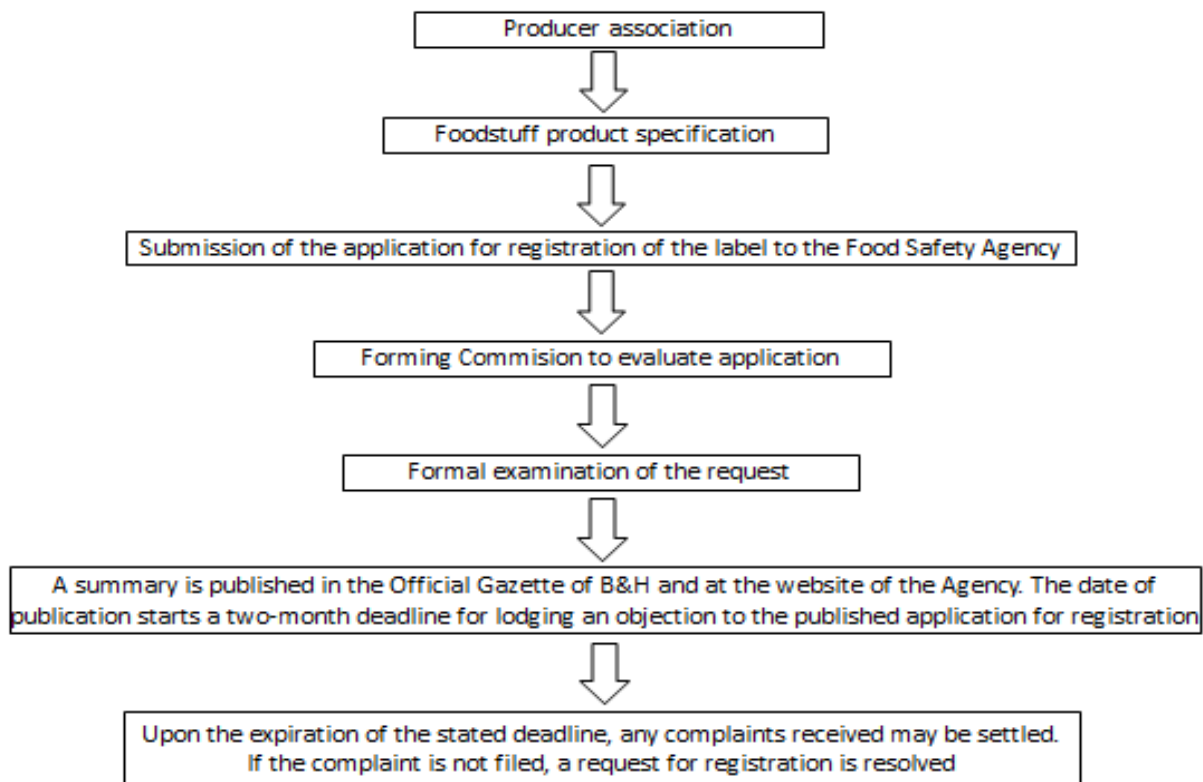 Producer association
Foodstuff product specification
Submission of the application for registration of the label to the Food Safety Agency
Forming Commision to evaluate application
Formal examination of the request
A summary is published in the Official Gazette of B&H and at the website of the Agency. The date of
publication starts a two-month deadline for lodging an objection to the published application for registration
Upon the expiration of the stated deadline, any complaints received may be settled.
If the complaint is not filed, a request for registration is resolved